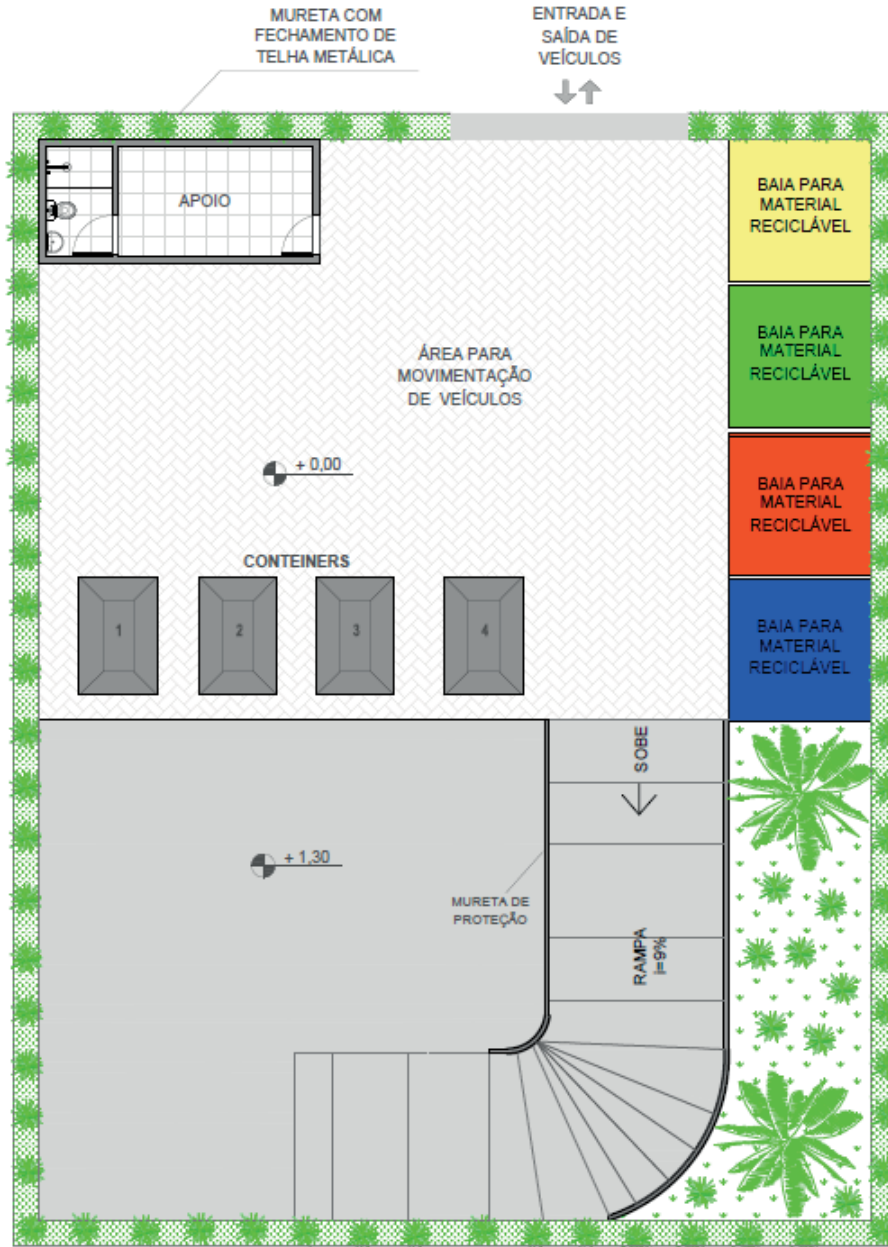 MURETA COM
FECHAMENTO DE
TELHA METÁLICA
ENTRADA E
SAÍDA DE
VEÍCULOS
APOIO
BAIA PARA
MATERIAL
RECICLÁVEL
BAIA PARA
MATERIAL
RECICLÁVEL
ÁREA PARA
MOVIMENTAÇÃO
DE VEÍCULOS
+ 0,00
BAIA PARA
MATERIAL
RECICLÁVEL
CONTEINERS
1
2
3
4
BAIA PARA
MATERIAL
RECICLÁVEL
SOBE
+ 1,30
MURETA DE
PROTEÇÃO
RAMPA
i=9%